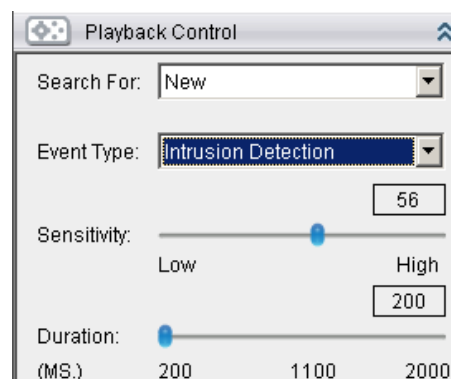 Playback Control
Search For: New
Event Type: Intrusion Detection
56
Sensitivity:
Low High
200
Duration:
(MS.) 200 1100 2000